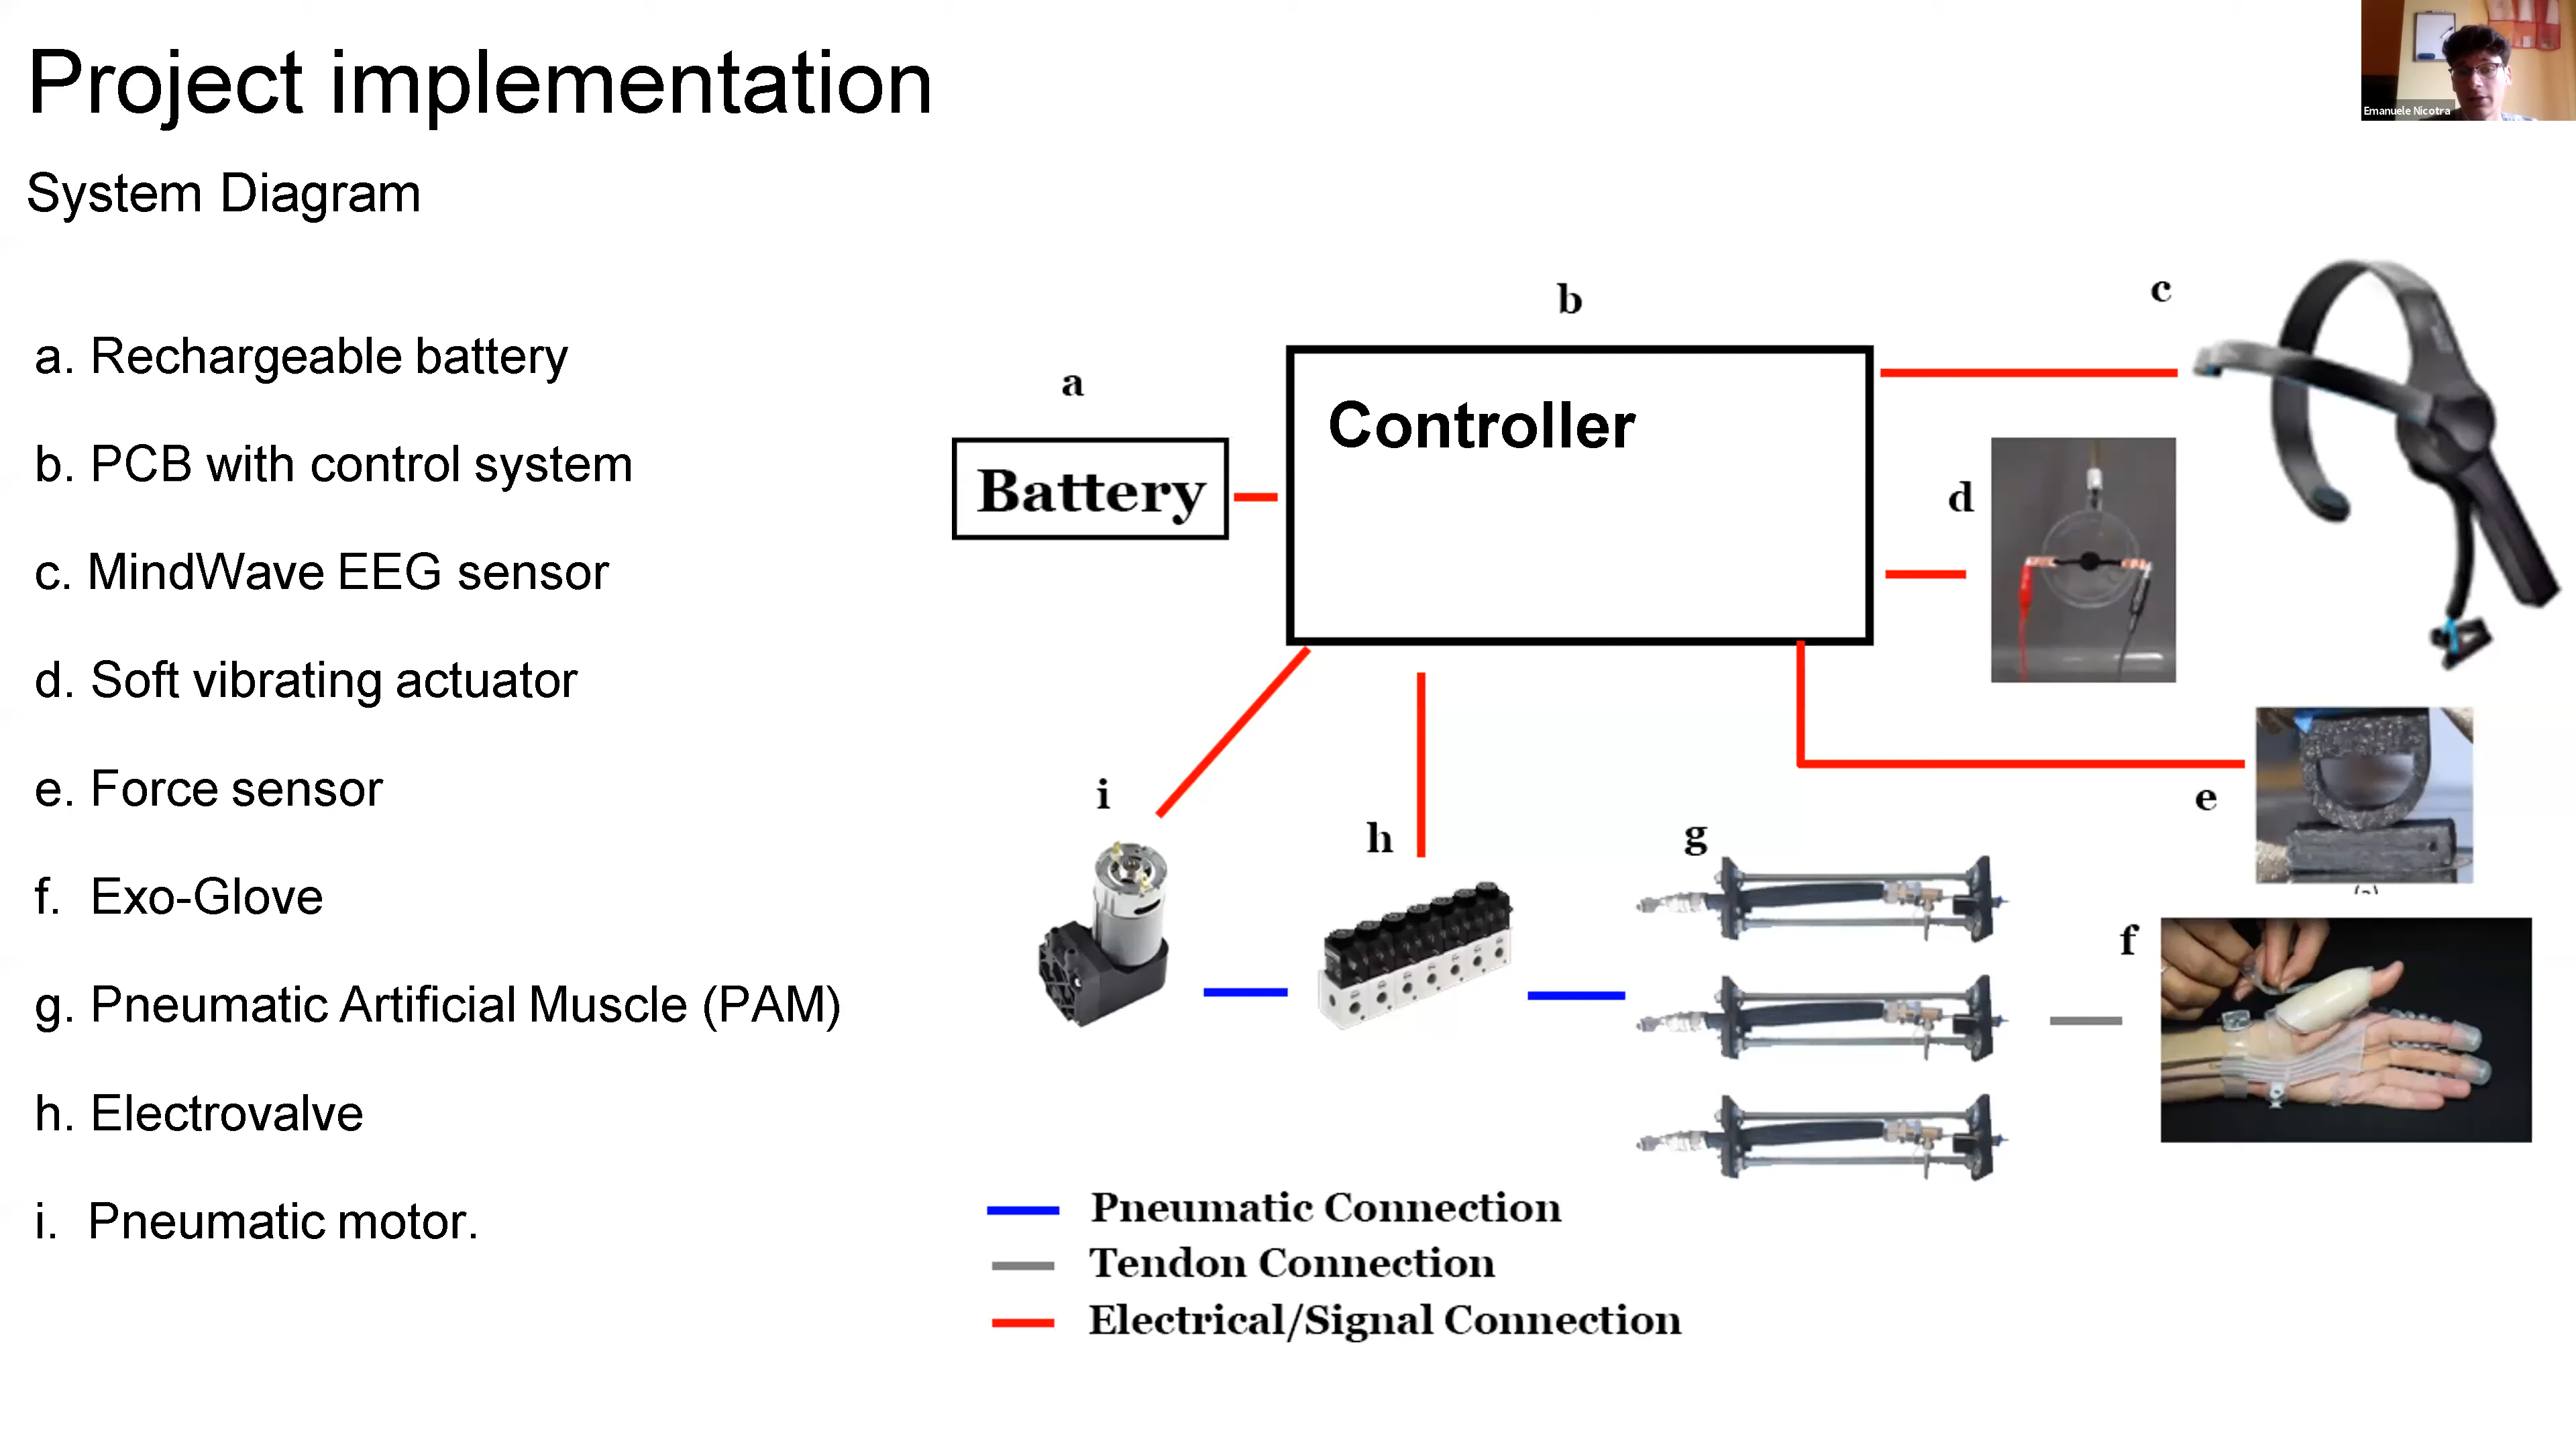 Project implementation
Emanuele Nicotra
System Diagram
a. Rechargeable battery
b. PCB with control system
c. MindWave EEG sensor
d. Soft vibrating actuator
e. Force sensor
f. Exo-Glove
g. Pneumatic Artificial Muscle (PAM)
h. Electrovalve
i. Pneumatic motor.
b
c
a
Controller
Battery
d
i
h
g
e
f
Pneumatic Connection
Tendon Connection
Electrical/Signal Connection